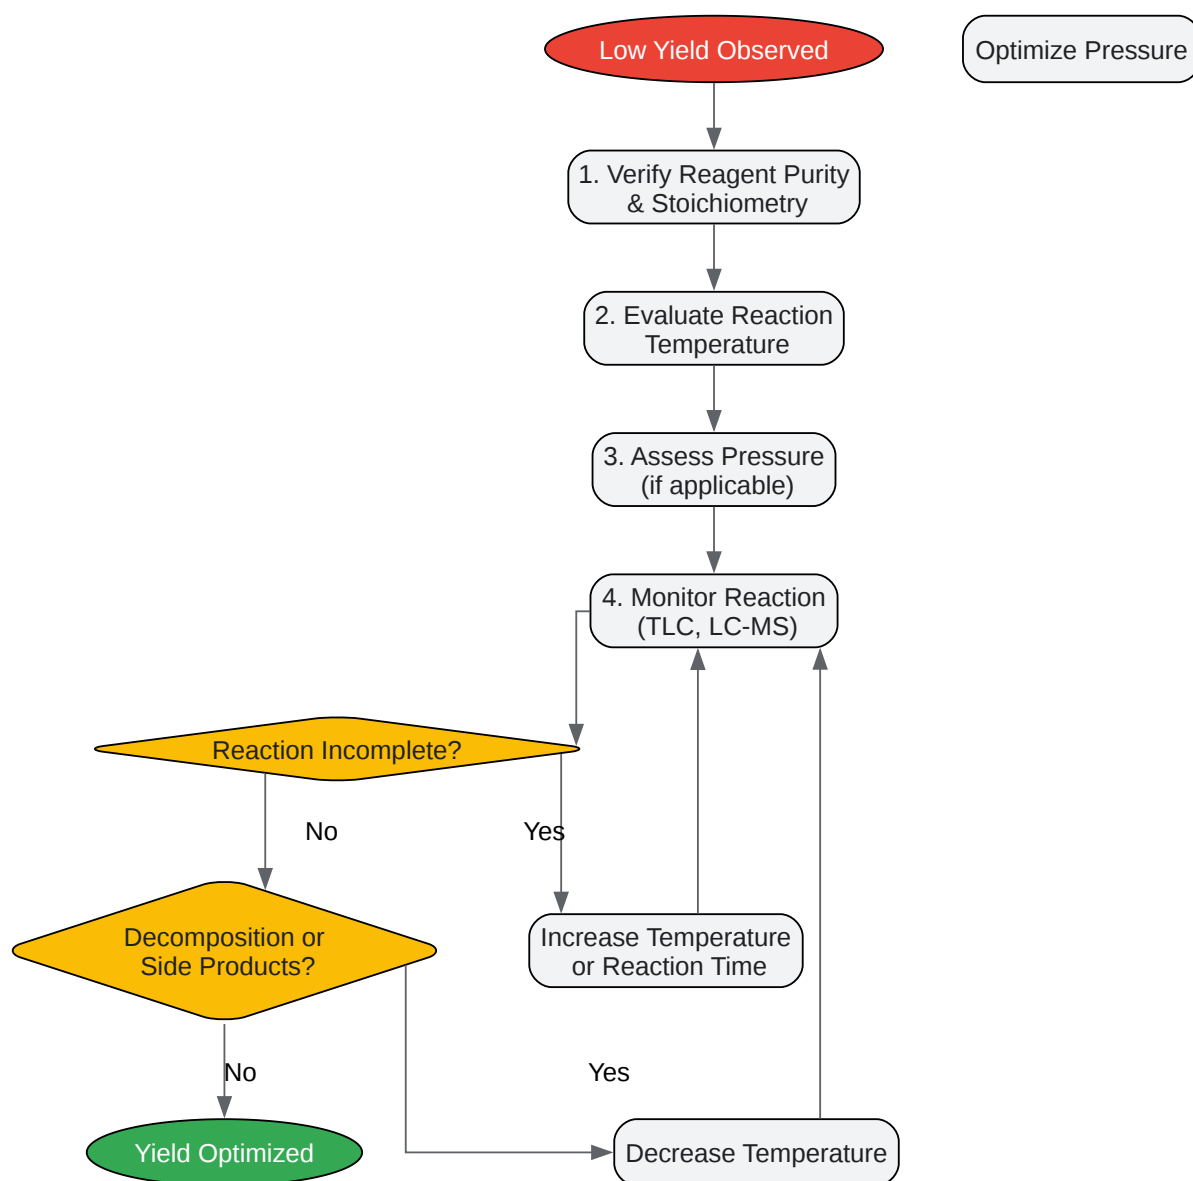 Low Yield Observed
Optimize Pressure
1. Verify Reagent Purity
& Stoichiometry
2. Evaluate Reaction
Temperature
3. Assess Pressure
(if applicable)
4. Monitor Reaction
(TLC, LC-MS)
Reaction Incomplete?
No
Yes
Decomposition or
Side Products?
Increase Temperature
or Reaction Time
No
Yes
Yield Optimized
Decrease Temperature